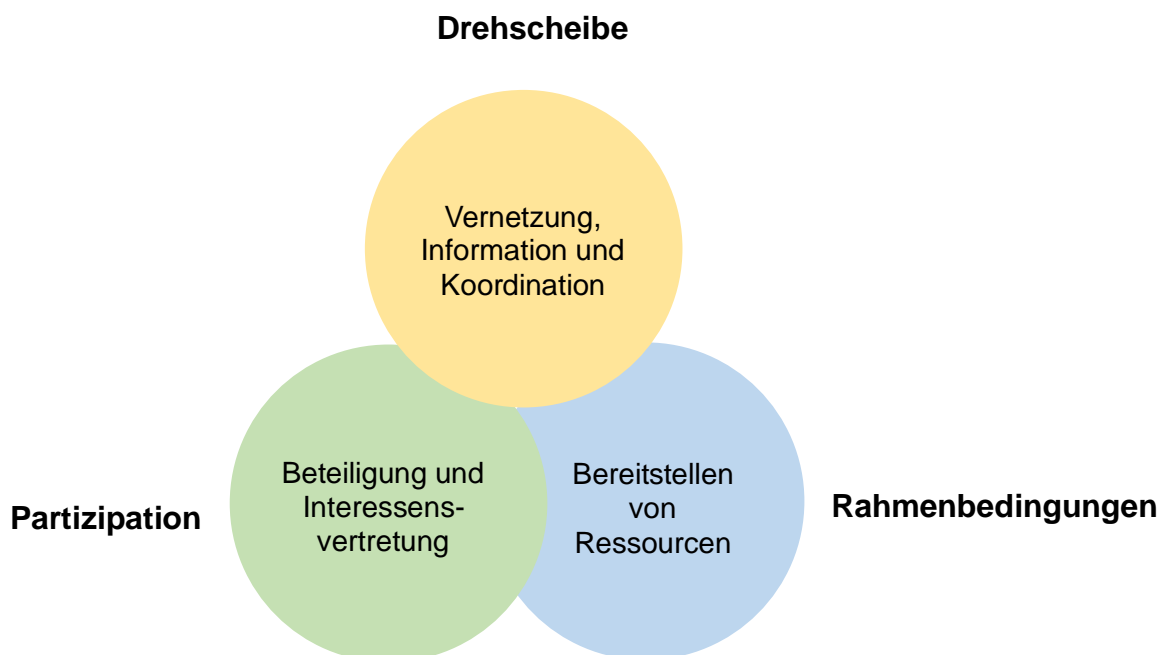 Drehscheibe
Vernetzung,
Information und
Koordination
Beteiligung und
Interessens-
vertretung
Bereitstellen
von
Ressourcen
Partizipation
Rahmenbedingungen